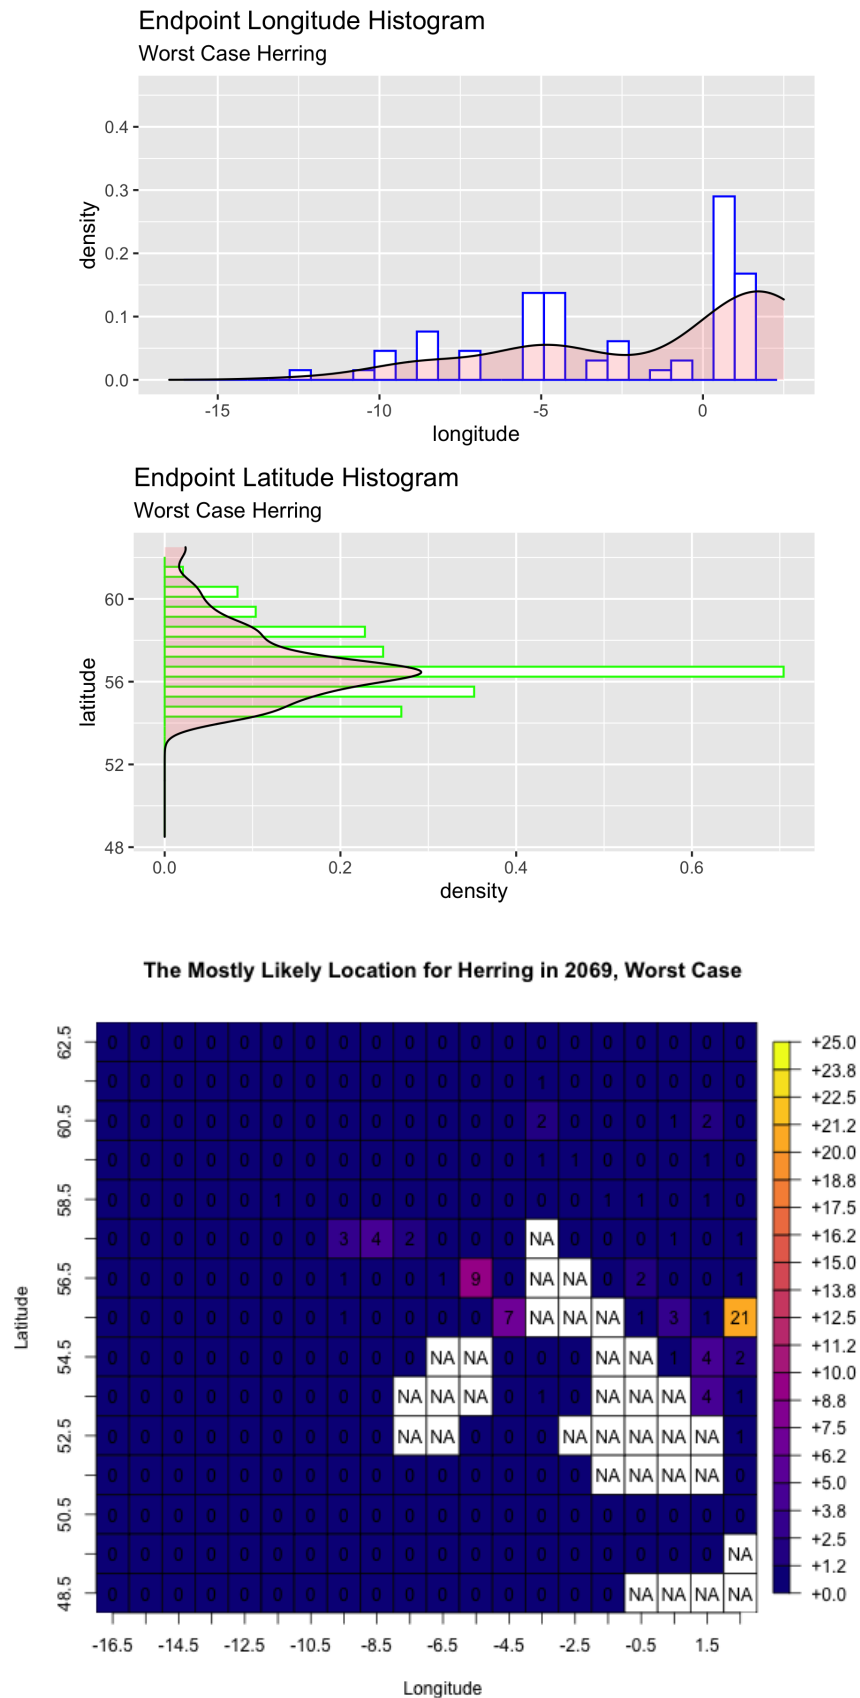 Endpoint Longitude Histogram
Worst Case Herring
0.4
0.3
0.2
0.1
0.0
density
-15 -10 -5 0
longitude
Endpoint Latitude Histogram
Worst Case Herring
60
56
52
48
latitude
0.0 0.2 0.4 0.6
density
The Mostly Likely Location for Herring in 2069, Worst Case
62.5 0 0 0 0 0 0 0 0 0 0 0 0 0 0 0 0 0 0 0 0
0 0 0 0 0 0 0 0 0 0 0 0 0 1 0 0 0 0 0 0
60.5 0 0 0 0 0 0 0 0 0 0 0 0 0 2 0 0 0 1 2 0
0 0 0 0 0 0 0 0 0 0 0 0 0 1 1 0 0 0 1 0
58.5 0 0 0 0 0 1 0 0 0 0 0 0 0 0 0 1 1 0 1 0
0 0 0 0 0 0 0 3 4 2 0 0 0 NA 0 0 0 1 0 1
56.5 0 0 0 0 0 0 0 1 0 0 1 9 0 NA NA 0 2 0 0 1
0 0 0 0 0 0 0 1 0 0 0 0 7 NA NA NA 1 3 1 21
54.5 0 0 0 0 0 0 0 0 0 0 NA NA 0 0 0 NA NA 1 4 2
0 0 0 0 0 0 0 0 0 NA NA NA 0 1 0 NA NA NA 4 1
52.5 0 0 0 0 0 0 0 0 0 NA NA 0 0 0 NA NA NA NA NA 1
0 0 0 0 0 0 0 0 0 0 0 0 0 0 0 NA NA NA NA 0
50.5 0 0 0 0 0 0 0 0 0 0 0 0 0 0 0 0 0 0 0 0
0 0 0 0 0 0 0 0 0 0 0 0 0 0 0 0 0 0 0 NA
48.5 0 0 0 0 0 0 0 0 0 0 0 0 0 0 0 0 NA NA NA NA
Latitude
-16.5 -14.5 -12.5 -10.5 -8.5 -6.5 -4.5 -2.5 -0.5 1.5
Longitude
+25.0
+23.8
+22.5
+21.2
+20.0
+18.8
+17.5
+16.2
+15.0
+13.8
+12.5
+11.2
+10.0
+8.8
+7.5
+6.2
+5.0
+3.8
+2.5
+1.2
+0.0